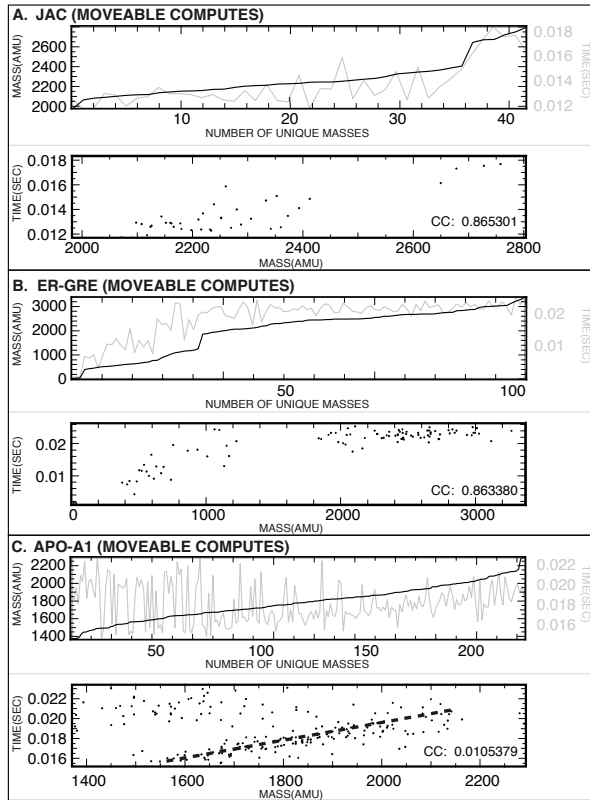 A. JAC (MOVEABLE COMPUTES)
MASS(AMU)
2600
2400
2200
2000
0.018
0.016
0.014
0.012
TIME(SEC)
10 20 30 40
NUMBER OF UNIQUE MASSES
TIME(SEC)
0.018
0.016
0.014
0.012
CC: 0.865301
2000 2200 2400 2600 2800
MASS(AMU)
B. ER-GRE (MOVEABLE COMPUTES)
MASS(AMU)
3000
2000
1000
0
0.02
0.01
TIME(SEC)
50 100
NUMBER OF UNIQUE MASSES
TIME(SEC)
0.02
0.01
CC: 0.863380
0 1000 2000 3000
MASS(AMU)
C. APO-A1 (MOVEABLE COMPUTES)
MASS(AMU)
2200
2000
1800
1600
1400
0.022
0.020
0.018
0.016
TIME(SEC)
50 100 150 200
NUMBER OF UNIQUE MASSES
TIME(SEC)
0.022
0.020
0.018
0.016
CC: 0.0105379
1400 1600 1800 2000 2200
MASS(AMU)